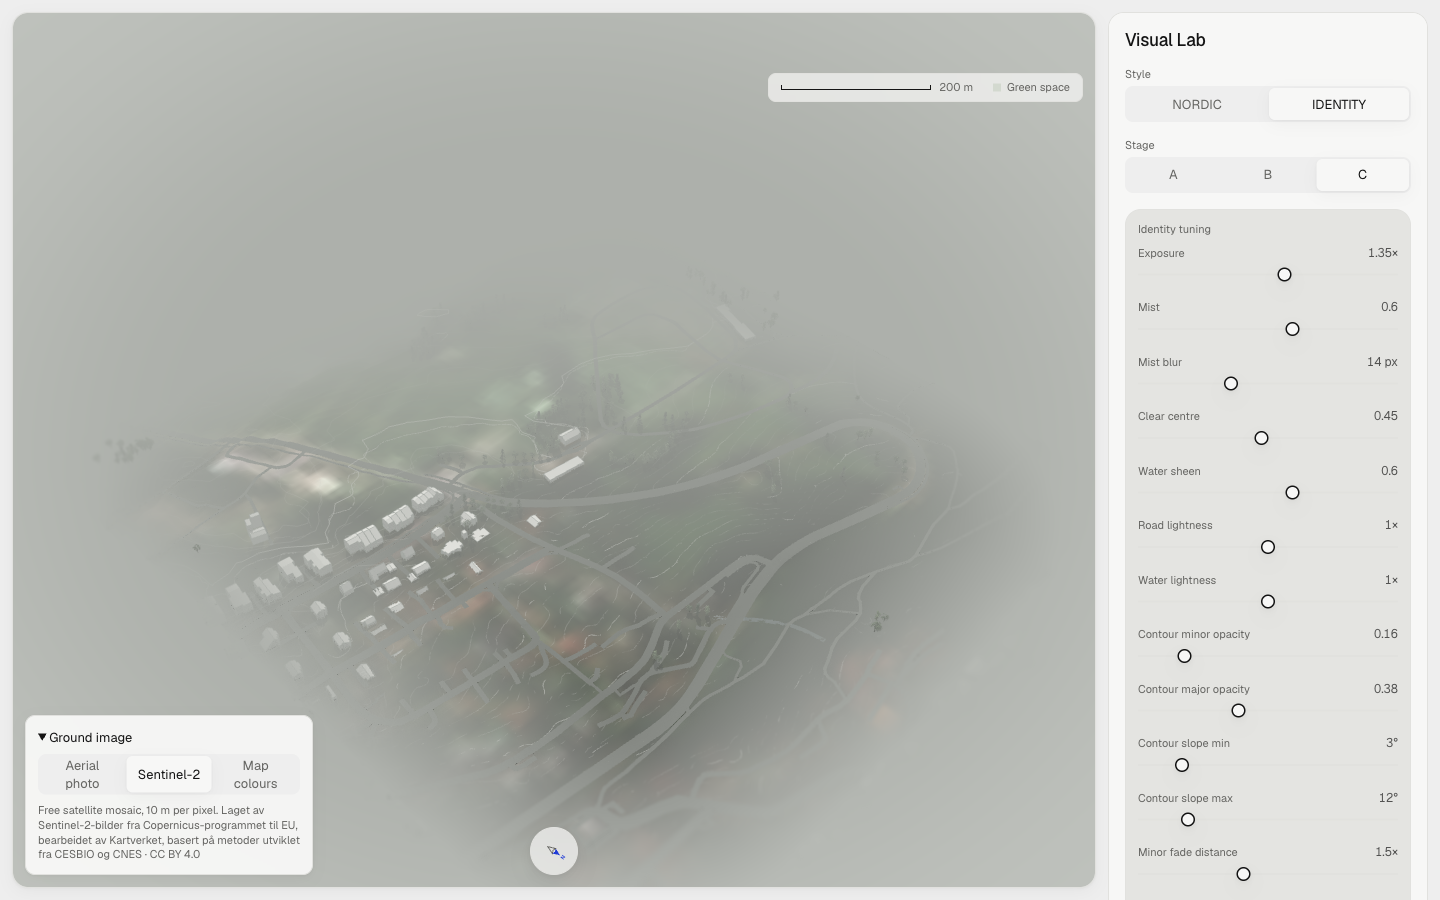 200 m
Green space
▼ Ground image
Aerial photo
Sentinel-2
Map colours
Free satellite mosaic, 10 m per pixel. Laget av
Sentinel-2-bilder fra Copernicus-programmet til EU,
bearbeidet av Kartverket, basert på metoder utviklet
fra CESBIO og CNES · CC BY 4.0
Visual Lab
Style
NORDIC
IDENTITY
Stage
A
B
C
Identity tuning
Exposure 1.35×
Mist 0.6
Mist blur 14 px
Clear centre 0.45
Water sheen 0.6
Road lightness 1×
Water lightness 1×
Contour minor opacity 0.16
Contour major opacity 0.38
Contour slope min 3°
Contour slope max 12°
Minor fade distance 1.5×